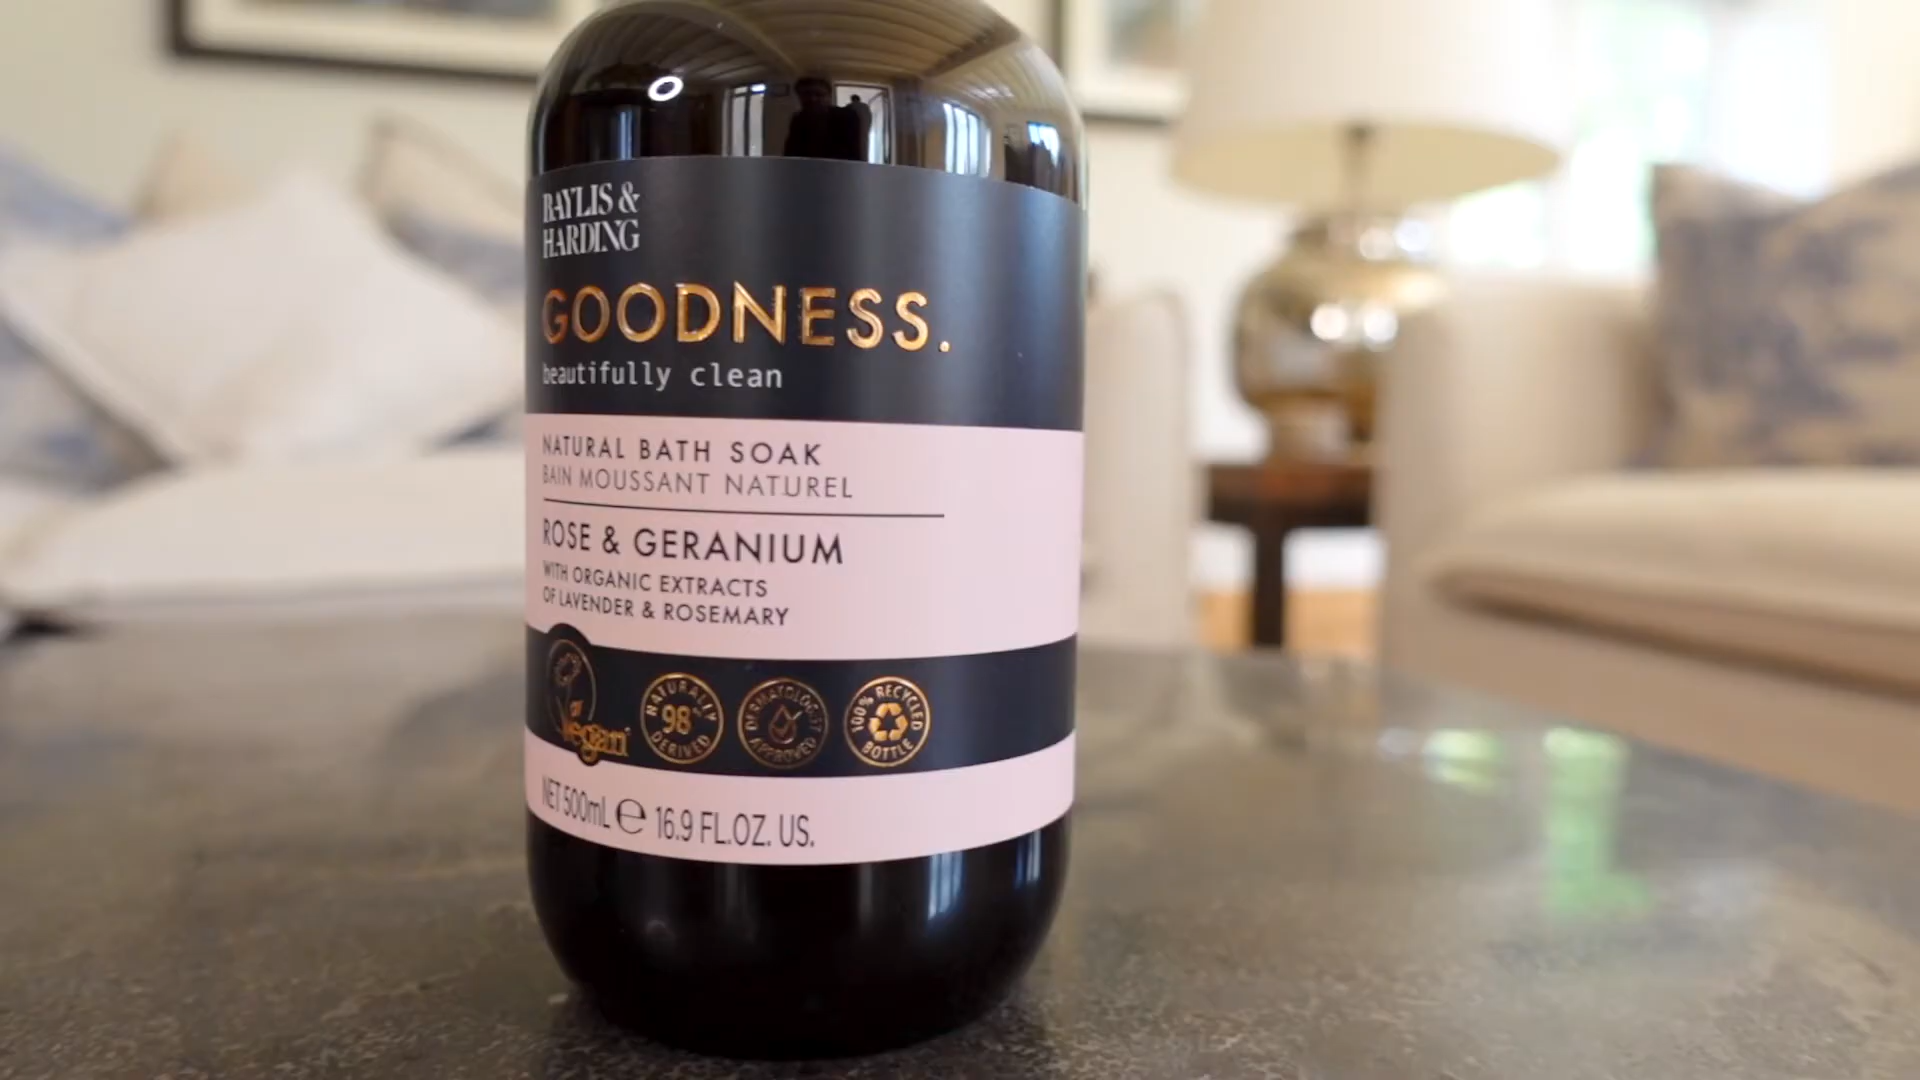 BAYLIS &
HARDING
GOODNESS.
beautifully clean
NATURAL BATH SOAK
BAIN MOUSSANT NATUREL
ROSE & GERANIUM
WITH ORGANIC EXTRACTS
OF LAVENDER & ROSEMARY
Vegan
NATURALLY
98%
DERIVED
DERMATOLOGIST
APPROVED
100% RECYCLED
BOTTLE
NET 500mL ℮ 16.9 FL.OZ. US.